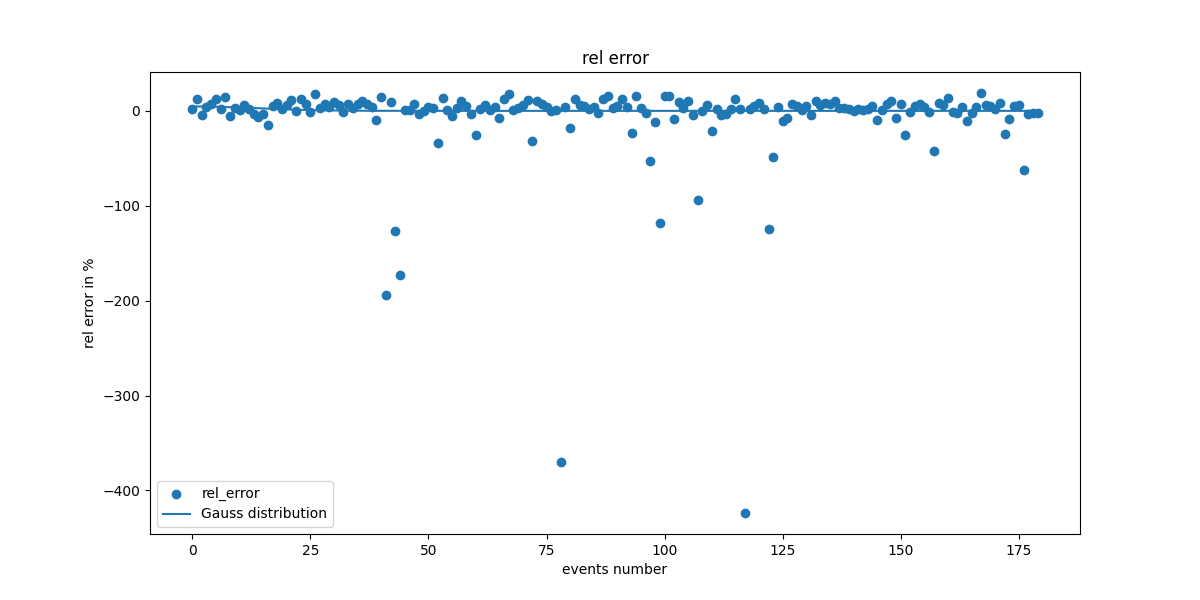 rel error
rel error in %
0
−100
−200
−300
−400
rel_error
Gauss distribution
0
25
50
75
100
125
150
175
events number